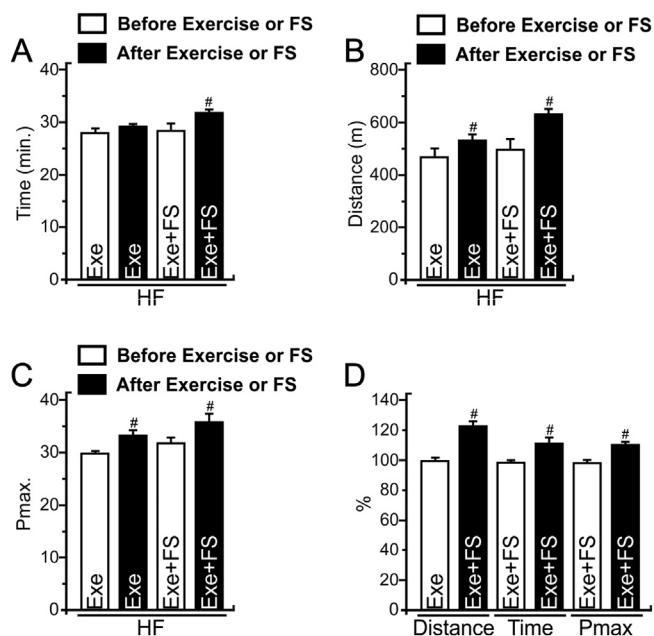 A
Before Exercise or FS
After Exercise or FS
Time (min.)
40
30
20
10
0
#
Exe
Exe
Exe+FS
Exe+FS
HF
B
Before Exercise or FS
After Exercise or FS
Distance (m)
800
600
400
200
0
#
#
Exe
Exe
Exe+FS
Exe+FS
HF
C
Before Exercise or FS
After Exercise or FS
Pmax.
40
30
20
10
0
#
#
Exe
Exe
Exe+FS
Exe+FS
HF
D
%
140
120
100
80
60
40
20
0
#
#
#
Exe
Exe+FS
Exe+FS
Exe+FS
Exe+FS
Exe+FS
Distance
Time
Pmax